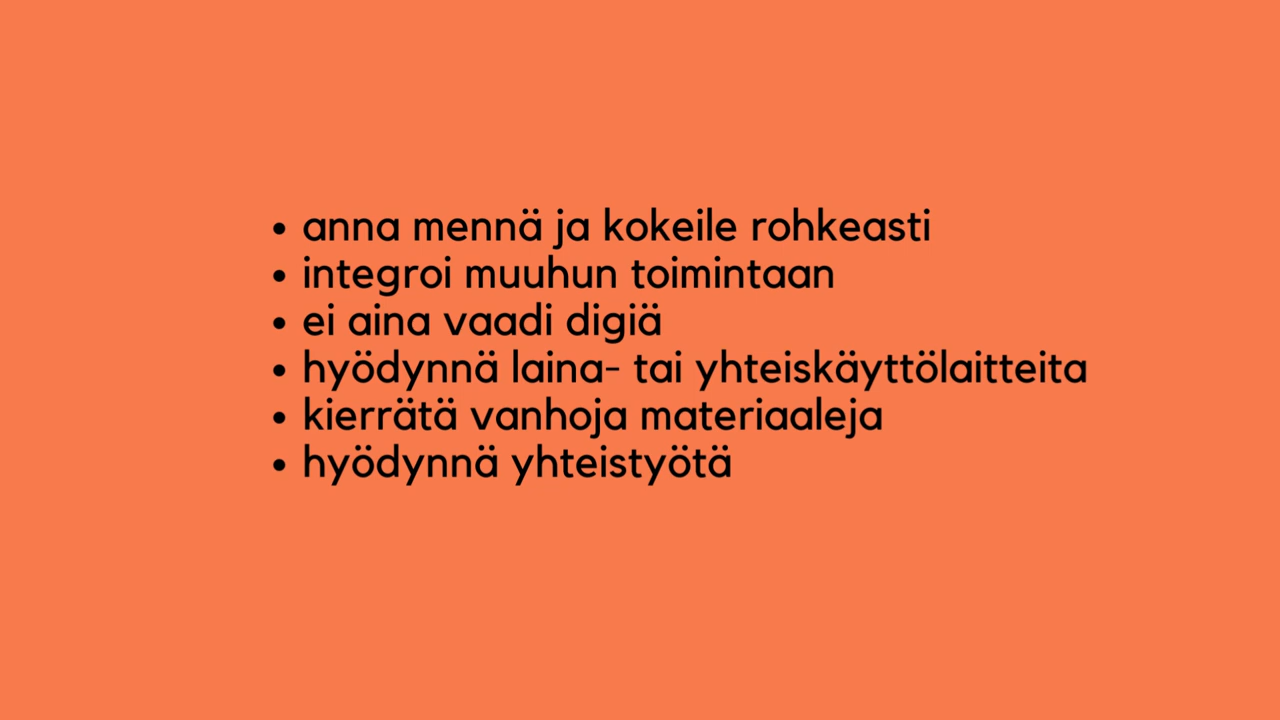 • anna mennä ja kokeile rohkeasti
• integroi muuhun toimintaan
• ei aina vaadi digiä
• hyödynnä laina- tai yhteiskäyttölaitteita
• kierrätä vanhoja materiaaleja
• hyödynnä yhteistyötä